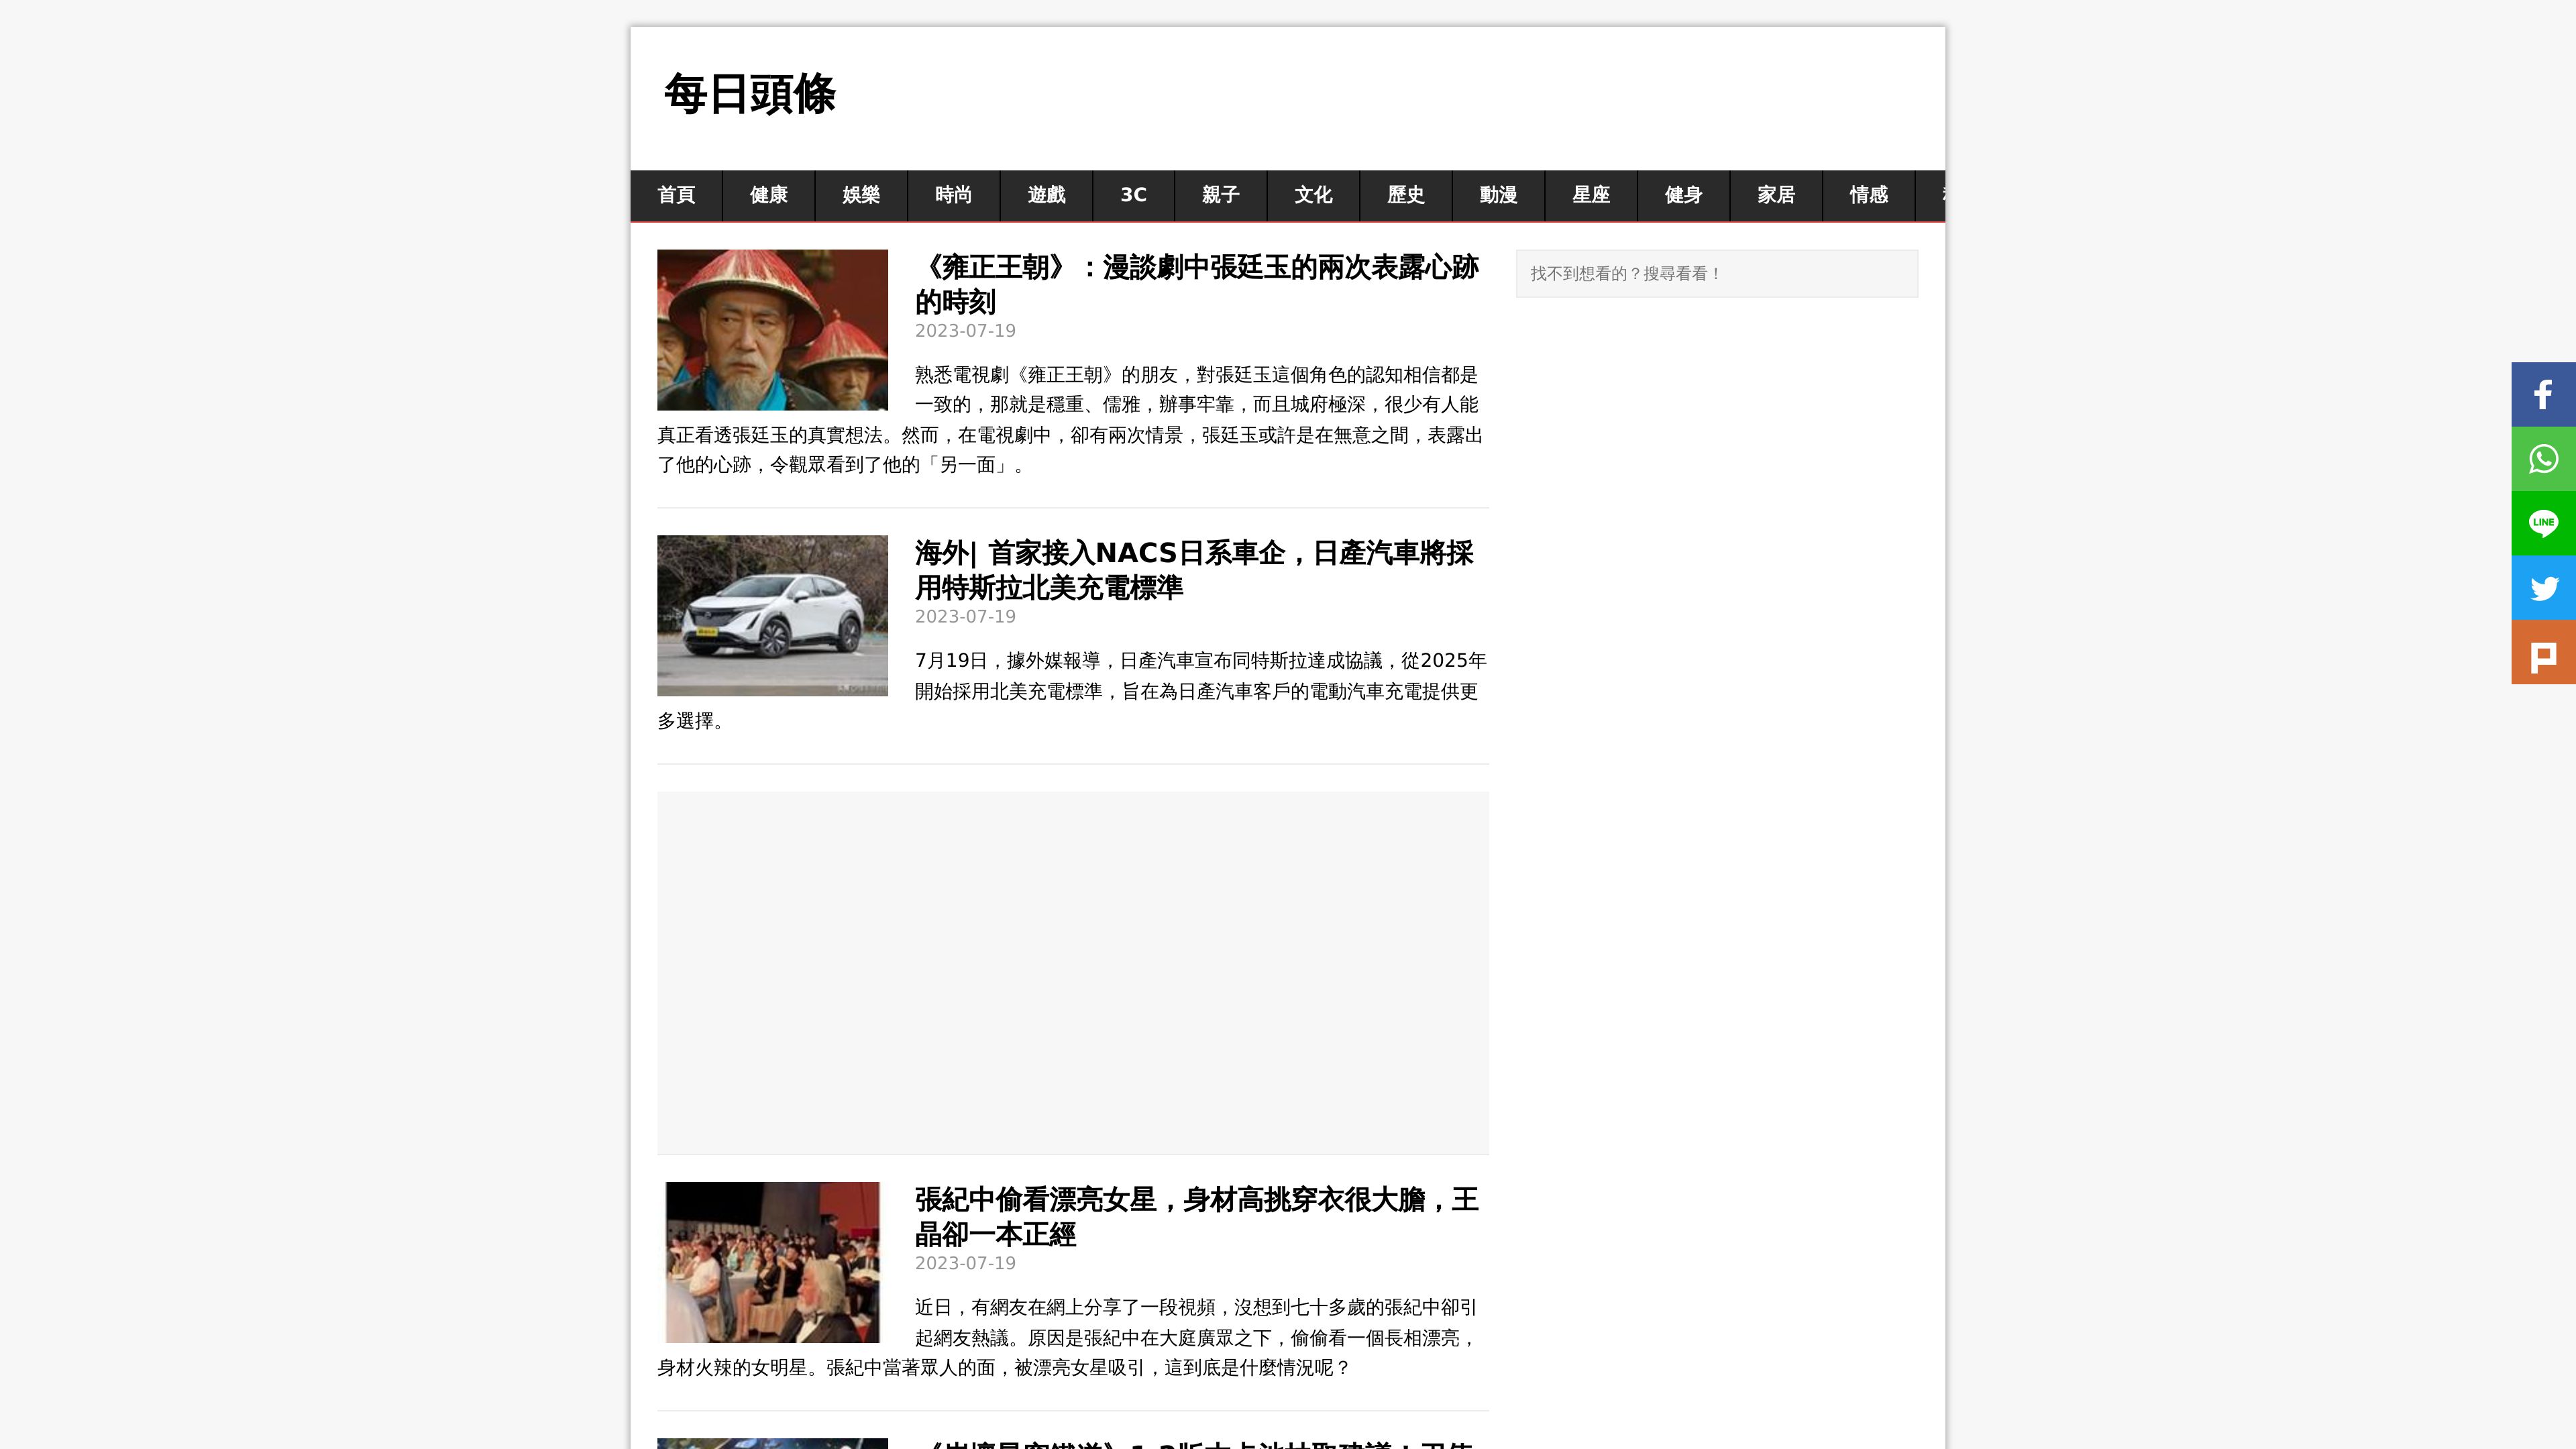 每日頭條
首頁 健康 娛樂 時尚 遊戲 3C 親子 文化 歷史 動漫 星座 健身 家居 情感
《雍正王朝》：漫談劇中張廷玉的兩次表露心跡
的時刻
2023-07-19
熟悉電視劇《雍正王朝》的朋友，對張廷玉這個角色的認知相信都是
一致的，那就是穩重、儒雅，辦事牢靠，而且城府極深，很少有人能
真正看透張廷玉的真實想法。然而，在電視劇中，卻有兩次情景，張廷玉或許是在無意之間，表露出
了他的心跡，令觀眾看到了他的「另一面」。
找不到想看的？搜尋看看！
海外| 首家接入NACS日系車企，日產汽車將採
用特斯拉北美充電標準
2023-07-19
7月19日，據外媒報導，日產汽車宣布同特斯拉達成協議，從2025年
開始採用北美充電標準，旨在為日產汽車客戶的電動汽車充電提供更
多選擇。
LINE
張紀中偷看漂亮女星，身材高挑穿衣很大膽，王
晶卻一本正經
2023-07-19
近日，有網友在網上分享了一段視頻，沒想到七十多歲的張紀中卻引
起網友熱議。原因是張紀中在大庭廣眾之下，偷偷看一個長相漂亮，
身材火辣的女明星。張紀中當著眾人的面，被漂亮女星吸引，這到底是什麼情況呢？